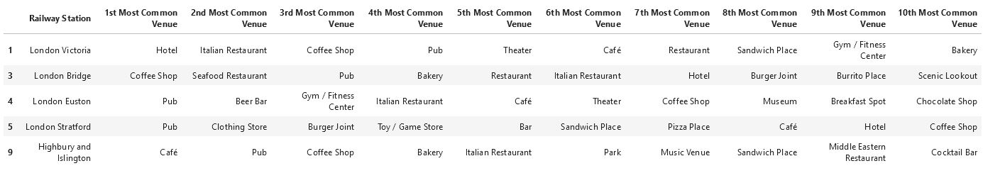 Railway Station 1st Most Common Venue 2nd Most Common Venue 3rd Most Common Venue 4th Most Common Venue 5th Most Common Venue 6th Most Common Venue 7th Most Common Venue 8th Most Common Venue 9th Most Common Venue 10th Most Common Venue
1 London Victoria Hotel Italian Restaurant Coffee Shop Pub Theater Café Restaurant Sandwich Place Gym / Fitness Center Bakery
3 London Bridge Coffee Shop Seafood Restaurant Pub Bakery Restaurant Italian Restaurant Hotel Burger Joint Burrito Place Scenic Lookout
4 London Euston Pub Beer Bar Gym / Fitness Center Italian Restaurant Café Theater Coffee Shop Museum Breakfast Spot Chocolate Shop
5 London Stratford Pub Clothing Store Burger Joint Toy / Game Store Bar Sandwich Place Pizza Place Café Hotel Coffee Shop
9 Highbury and Islington Café Pub Coffee Shop Bakery Italian Restaurant Park Music Venue Sandwich Place Middle Eastern Restaurant Cocktail Bar